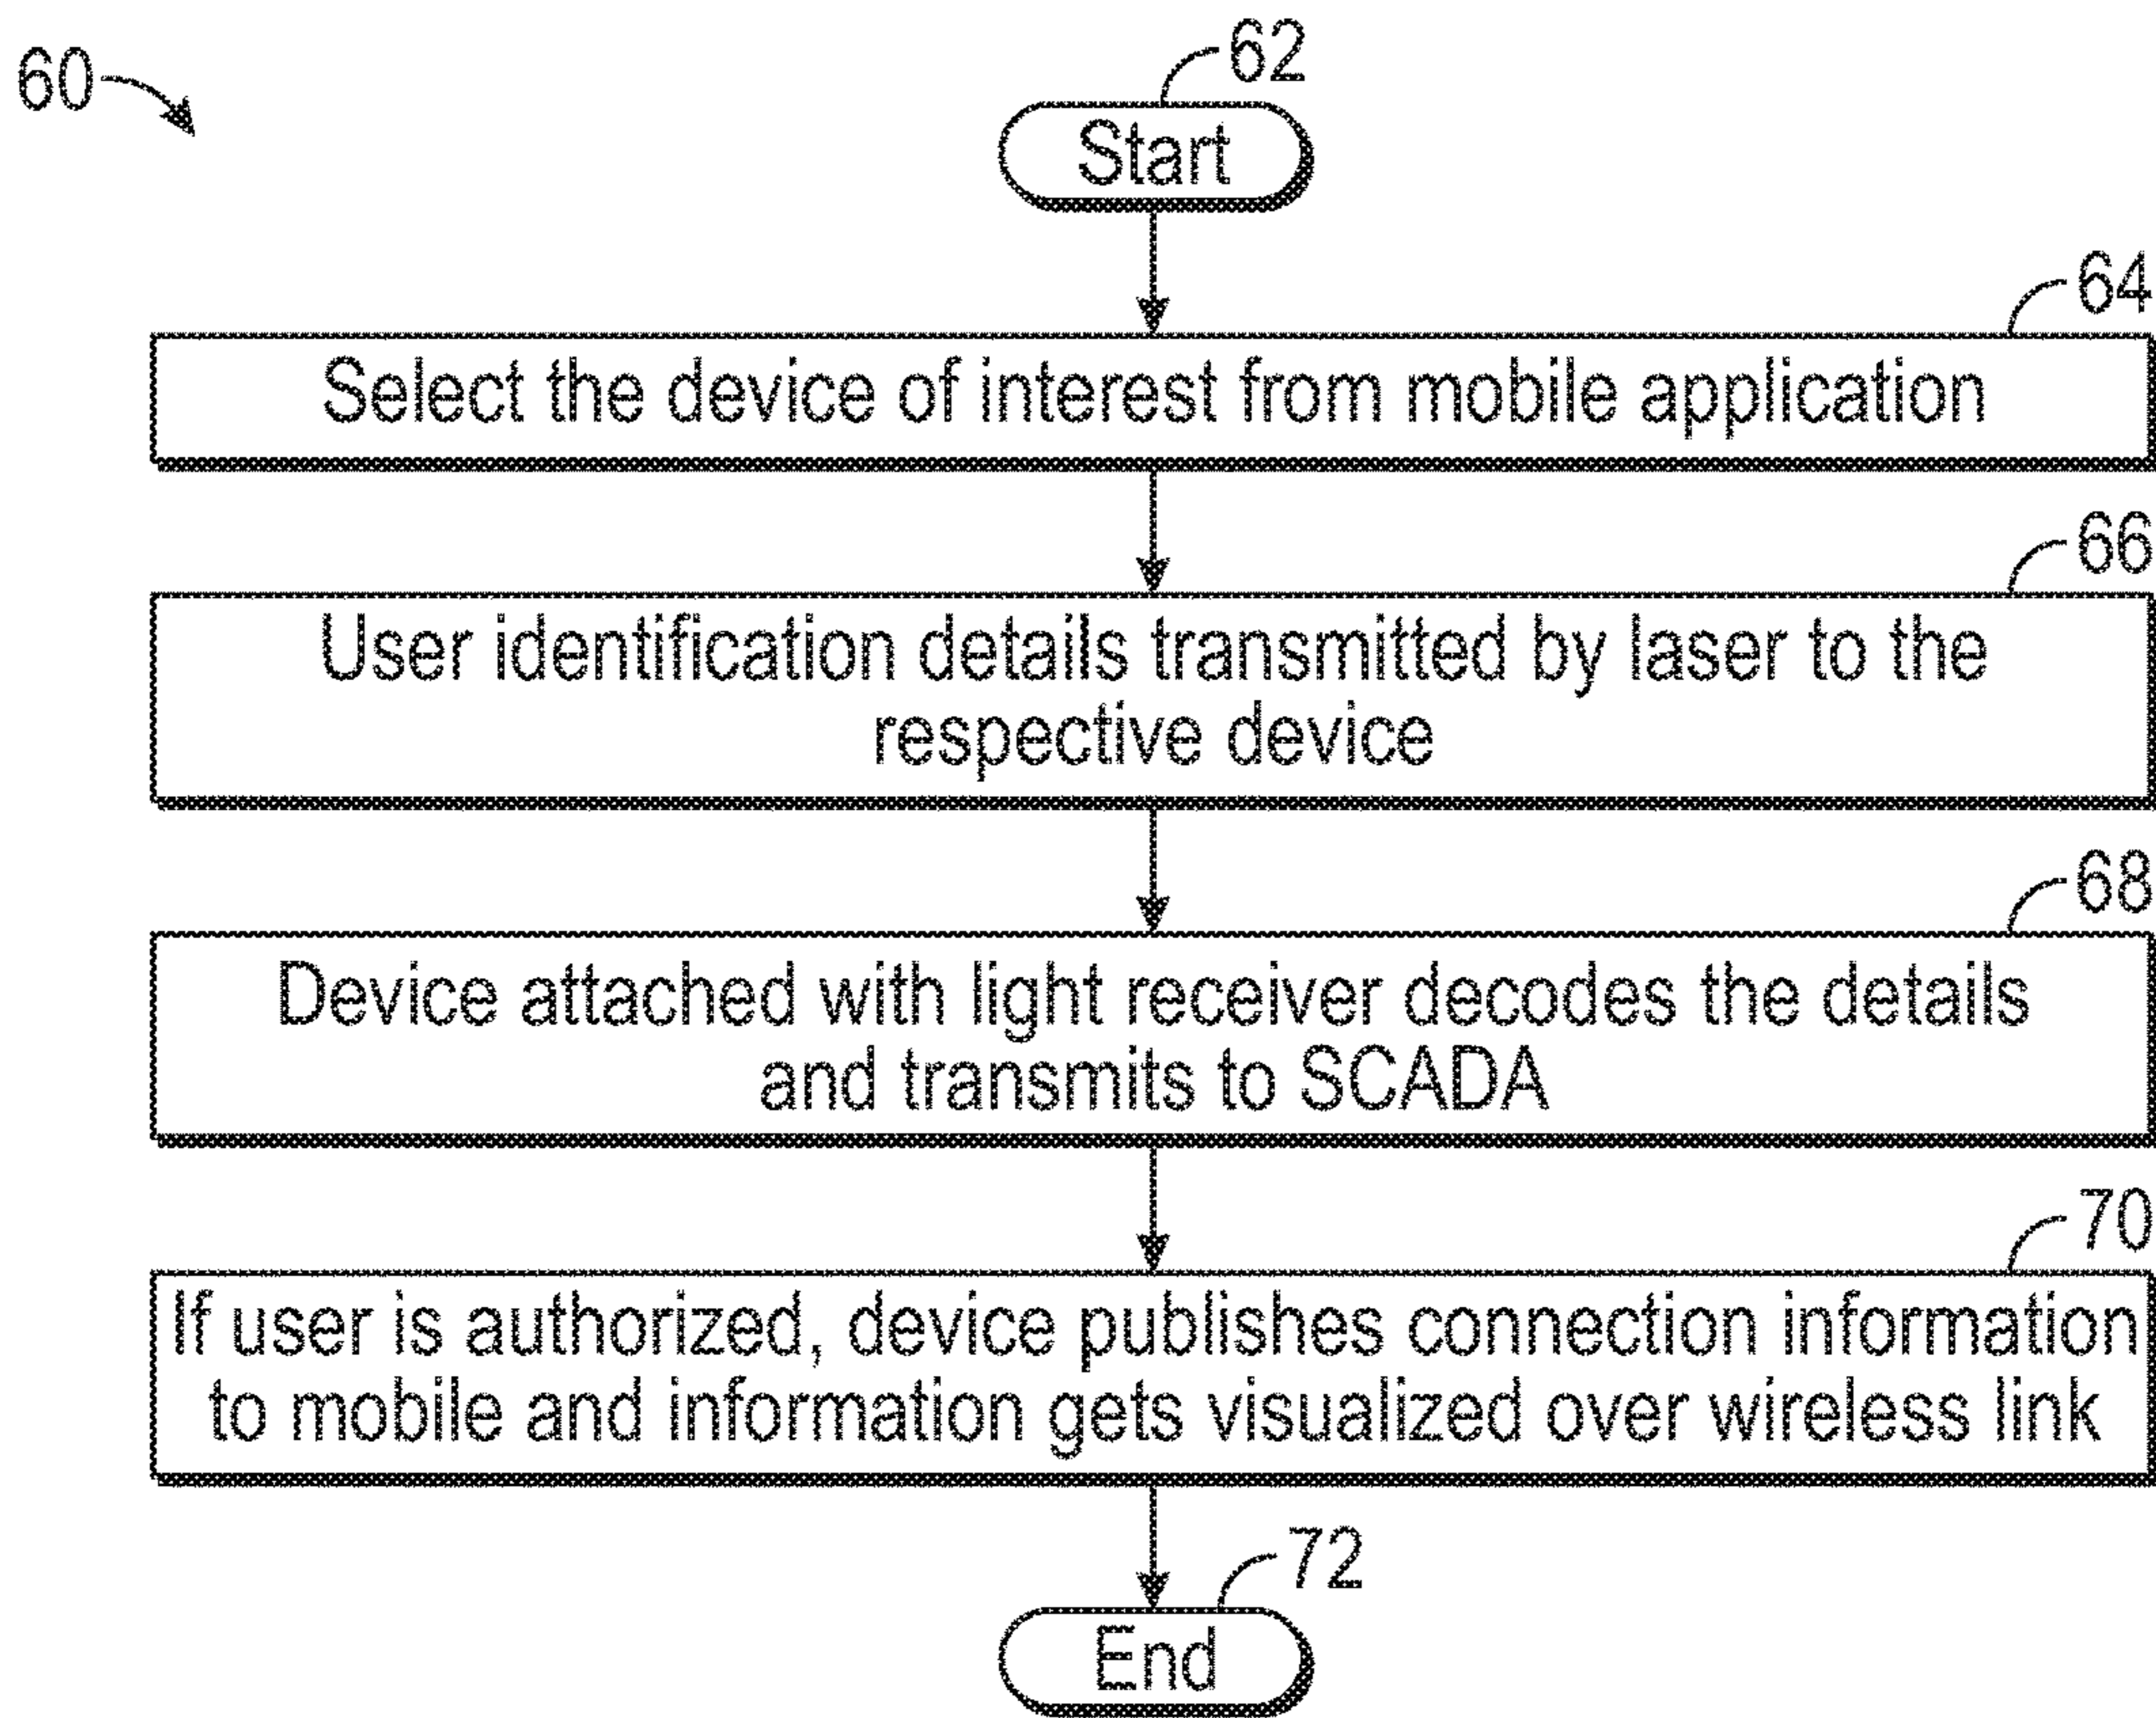 60
62
Start
64
Select the device of interest from mobile application
66
User identification details transmitted by laser to the
respective device
68
Device attached with light receiver decodes the details
and transmits to SCADA
70
If user is authorized, device publishes connection information
to mobile and information gets visualized over wireless link
72
End